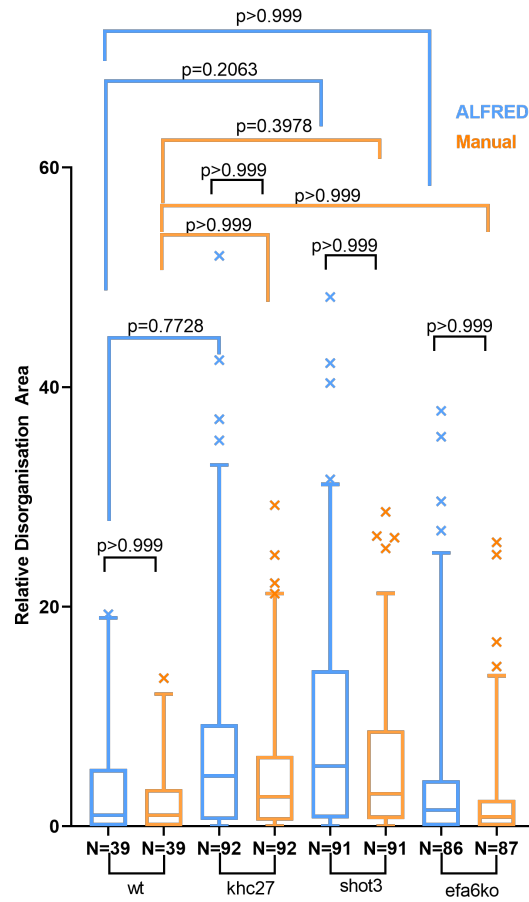 p>0.999
p=0.2063
ALFRED
Manual
p=0.3978
60
p>0.999
p>0.999
p>0.999
p>0.999
p=0.7728
p>0.999
40
Relative Disorganisation Area
p>0.999
20
0
N=39 N=39 N=92 N=92 N=91 N=91 N=86 N=87
wt khc27 shot3 efa6ko